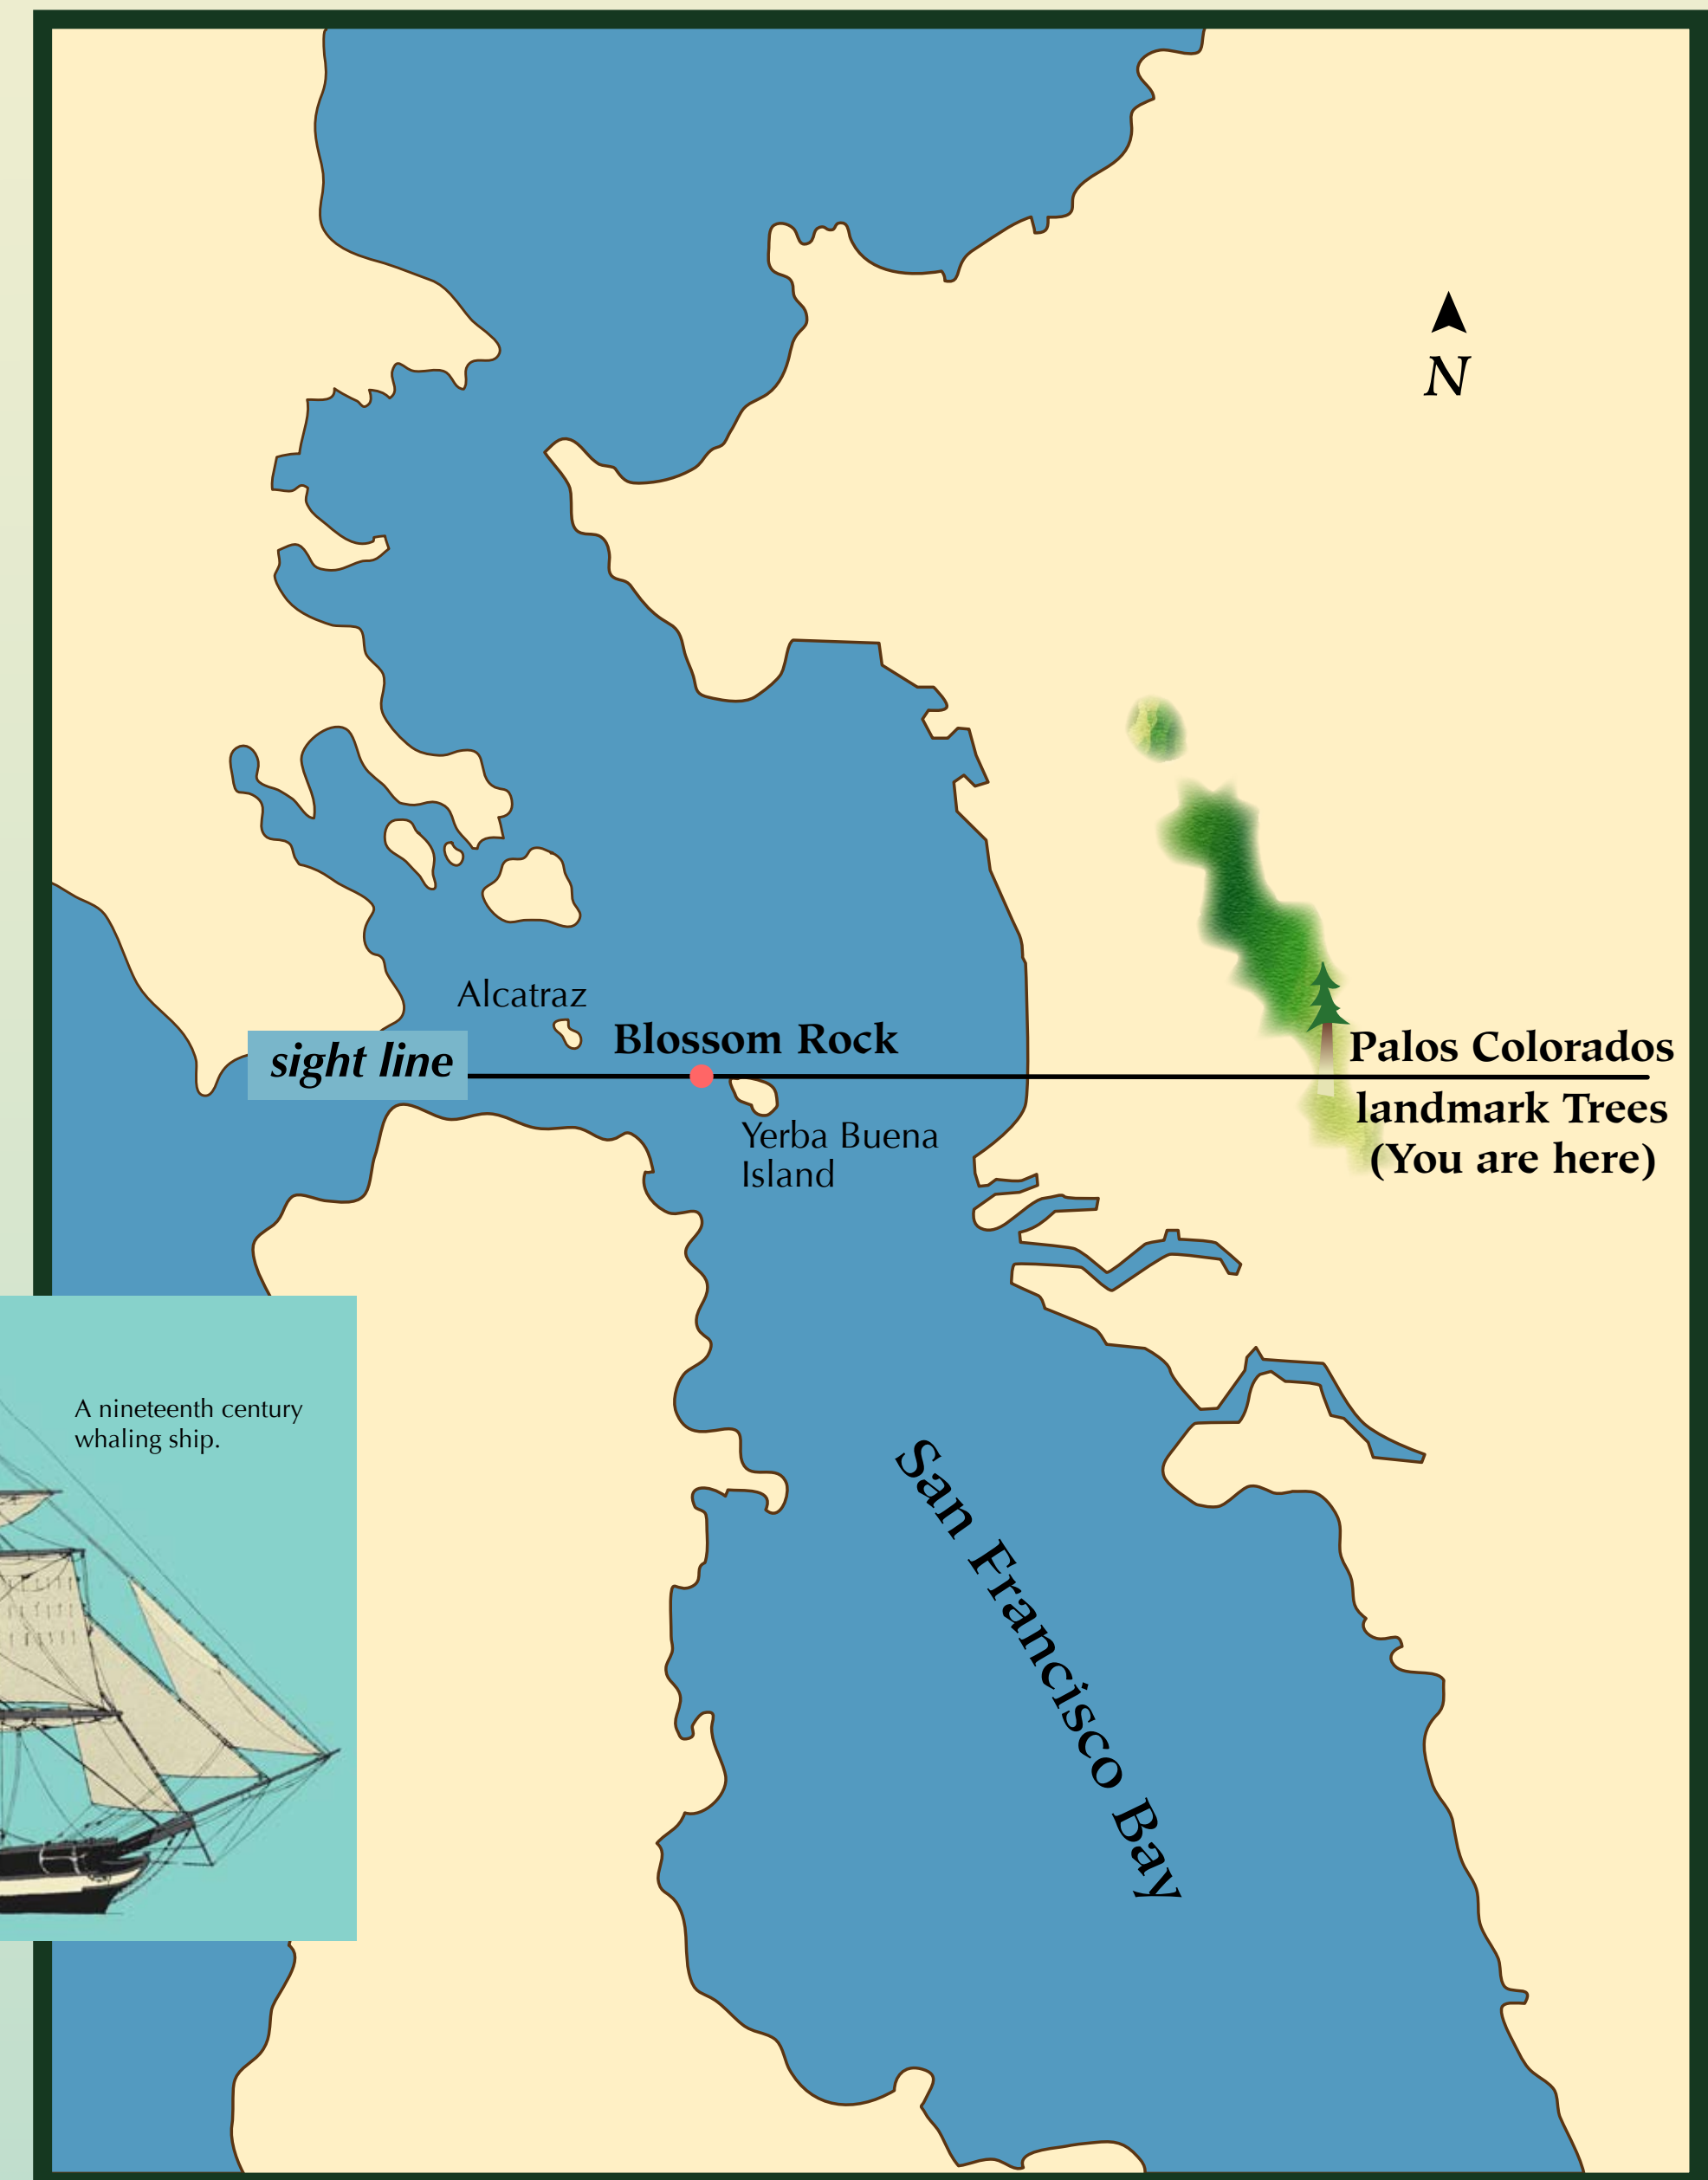 N
Alcatraz
Blossom Rock
sight line
Palos Colorados
landmark Trees
(You are here)
Yerba Buena
Island
A nineteenth century
whaling ship.
San Francisco Bay